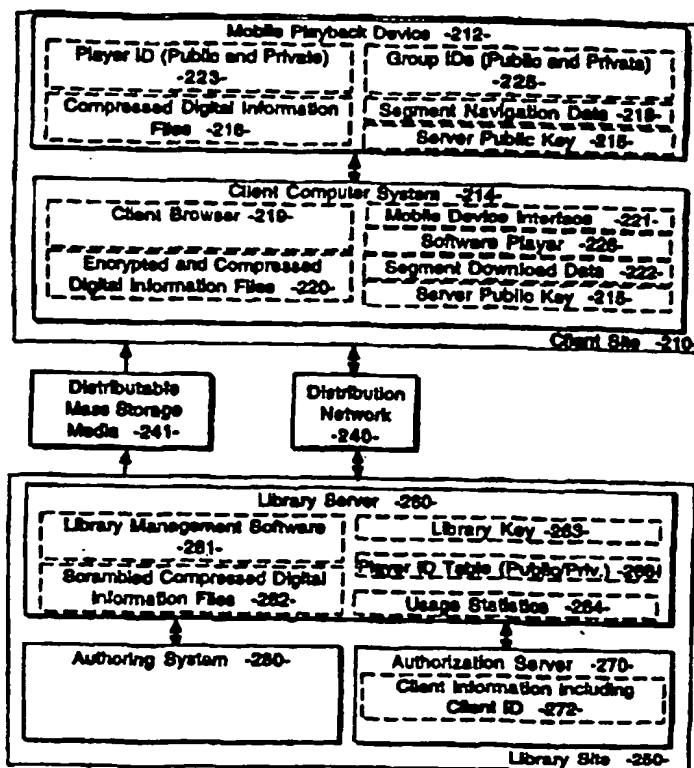 Mobile Playback Device -212-
Player ID (Public and Private)
-223-
Group IDs (Public and Private)
-225-
Compressed Digital Information
Files -216-
Segment Navigation Data -218-
Server Public Key -215-
Client Computer System -214-
Client Browser -219-
Mobile Device Interface -221-
Software Player -226-
Encrypted and Compressed
Digital Information Files -220-
Segment Download Data -222-
Server Public Key -215-
Client Site -210-
Distributable
Mass Storage
Media -241-
Distribution
Network
-240-
Library Server -260-
Library Management Software
-261-
Library Key -263-
Player ID Table (Public/Priv.) -266-
Scrambled Compressed Digital
Information Files -262-
Usage Statistics -264-
Authoring System -280-
Authorization Server -270-
Client Information including
Client ID -272-
Library Site -250-